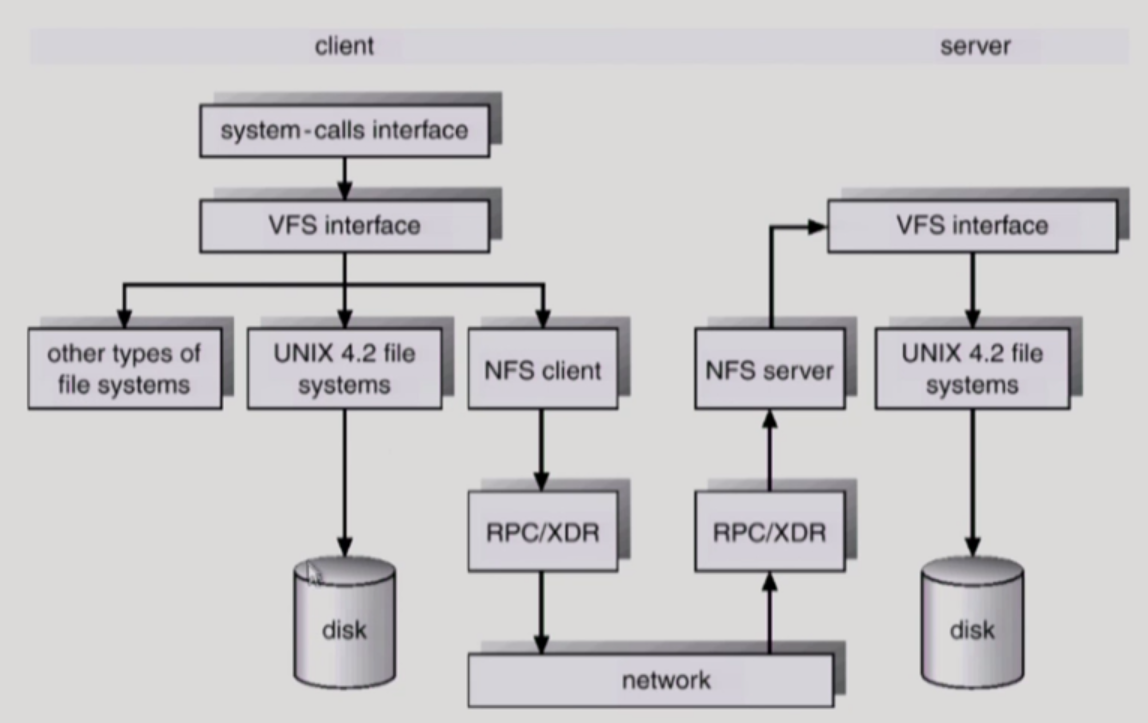 client
server
system-calls interface
VFS interface
VFS interface
other types of
file systems
UNIX 4.2 file
systems
NFS client
NFS server
UNIX 4.2 file
systems
RPC/XDR
RPC/XDR
disk
disk
network